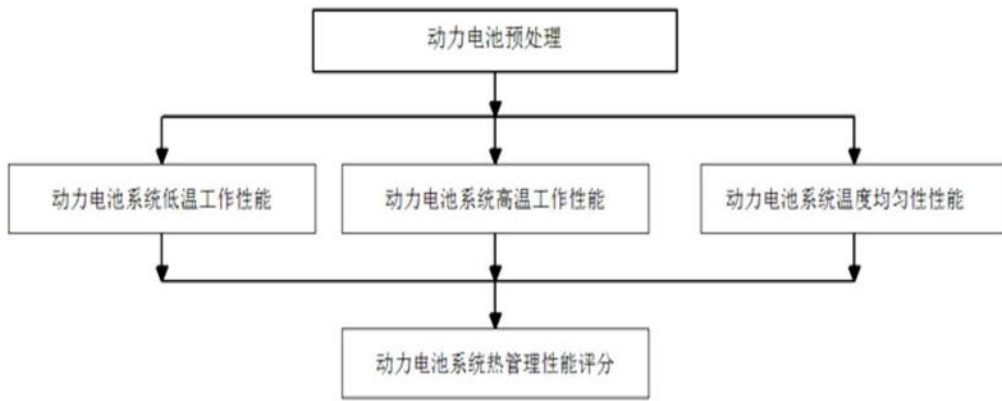 动力电池预处理
动力电池系统低温工作性能
动力电池系统高温工作性能
动力电池系统温度均匀性性能
动力电池系统热管理性能评分